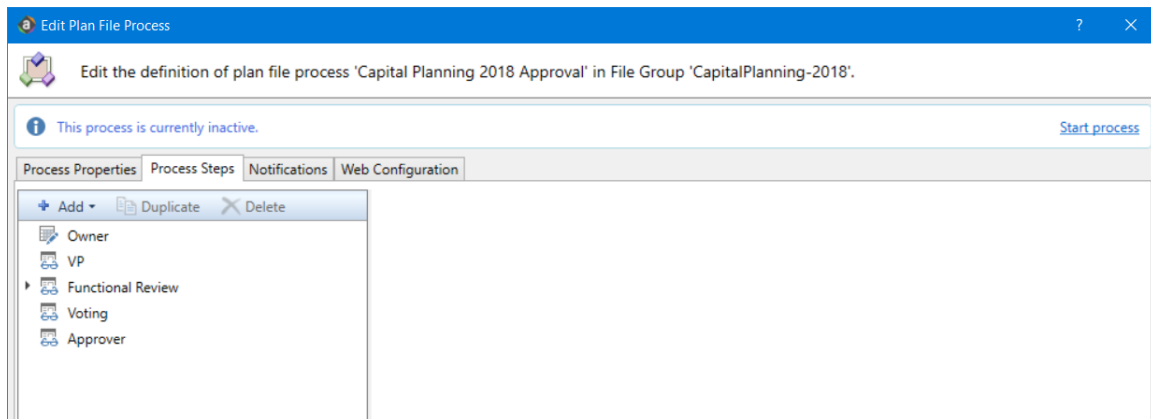 Edit Plan File Process ?
Edit the definition of plan file process 'Capital Planning 2018 Approval' in File Group 'CapitalPlanning-2018'.
This process is currently inactive. Start process
Process Properties Process Steps Notifications Web Configuration
Add Duplicate Delete
Owner
VP
Functional Review
Voting
Approver